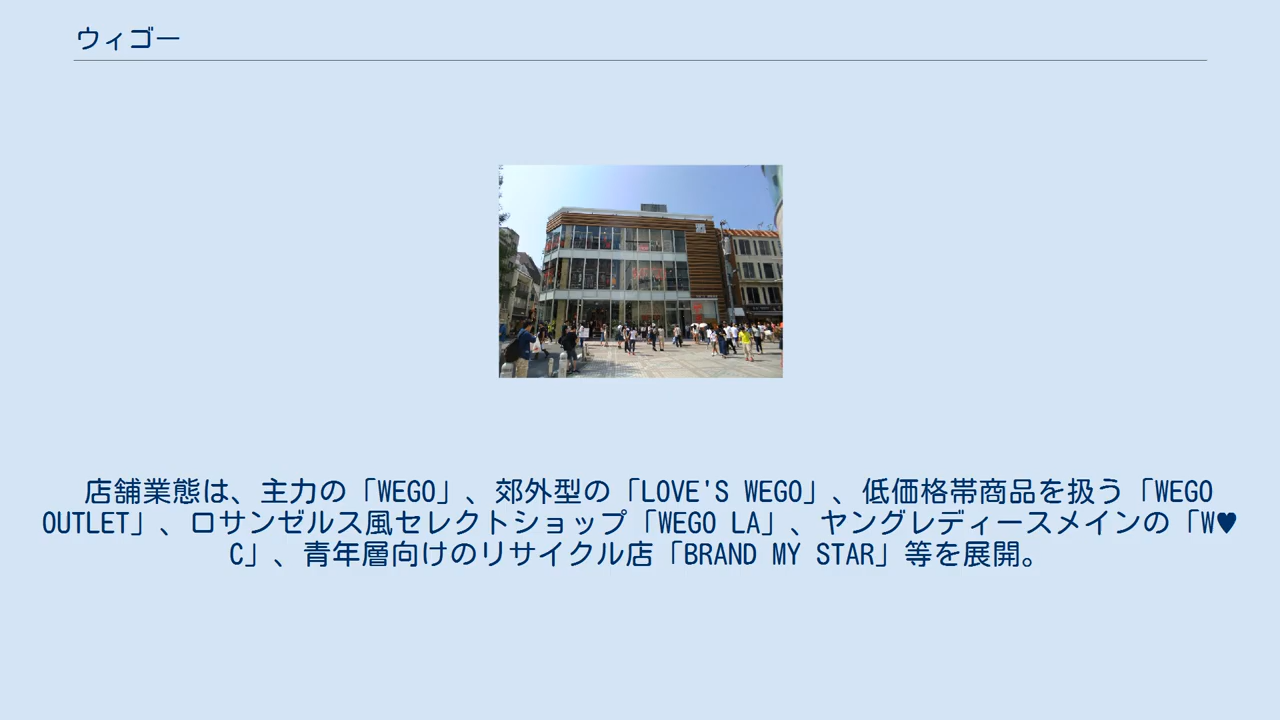 ウィゴー
店舗業態は、主力の「WEGO」、郊外型の「LOVE'S WEGO」、低価格帯商品を扱う「WEGO
OUTLET」、ロサンゼルス風セレクトショップ「WEGO LA」、ヤングレディースメインの「W♥
C」、青年層向けのリサイクル店「BRAND MY STAR」等を展開。